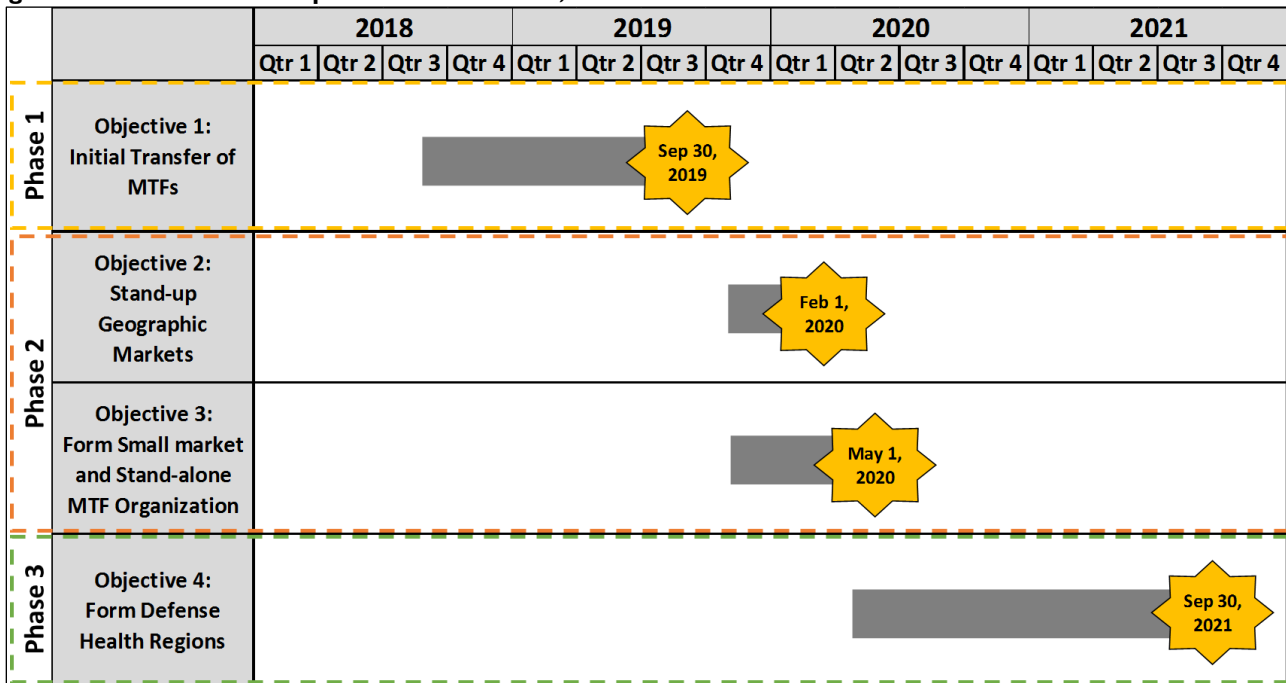 2018 2019 2020 2021
Qtr 1 Qtr 2 Qtr 3 Qtr 4 Qtr 1 Qtr 2 Qtr 3 Qtr 4 Qtr 1 Qtr 2 Qtr 3 Qtr 4 Qtr 1 Qtr 2 Qtr 3 Qtr 4
Phase 1
Objective 1:
Initial Transfer of
MTFs
Sep 30,
2019
Phase 2
Objective 2:
Stand-up
Geographic
Markets
Feb 1,
2020
Objective 3:
Form Small market
and Stand-alone
MTF Organization
May 1,
2020
Phase 3
Objective 4:
Form Defense
Health Regions
Sep 30,
2021